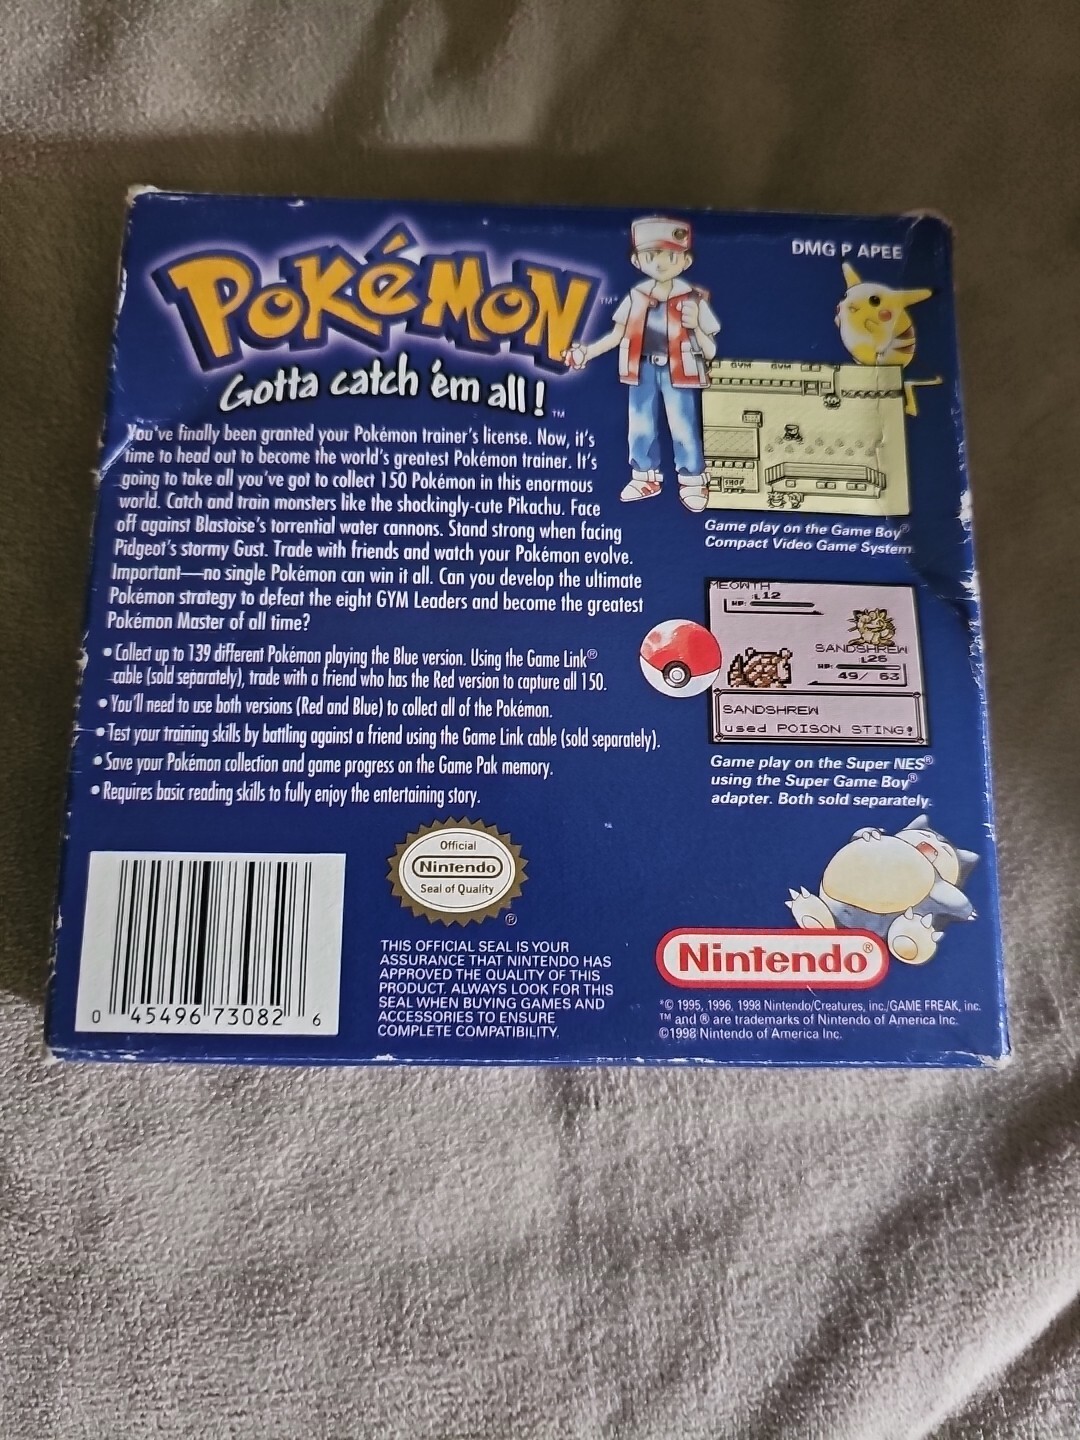 POKéMON
TM*
Gotta catch 'em all!
TM
You've finally been granted your Pokémon trainer's license. Now, it's
time to head out to become the world's greatest Pokémon trainer. It's
going to take all you've got to collect 150 Pokémon in this enormous
world. Catch and train monsters like the shockingly-cute Pikachu. Face
off against Blastoise's torrential water cannons. Stand strong when facing
Pidgeot's stormy Gust. Trade with friends and watch your Pokémon evolve.
Important—no single Pokémon can win it all. Can you develop the ultimate
Pokémon strategy to defeat the eight GYM Leaders and become the greatest
Pokémon Master of all time?
• Collect up to 139 different Pokémon playing the Blue version. Using the Game Link®
cable (sold separately), trade with a friend who has the Red version to capture all 150.
• You'll need to use both versions (Red and Blue) to collect all of the Pokémon.
• Test your training skills by battling against a friend using the Game Link cable (sold separately).
• Save your Pokémon collection and game progress on the Game Pak memory.
• Requires basic reading skills to fully enjoy the entertaining story.
DMG P APEE
GYM GYM
SHOP
Game play on the Game Boy®
Compact Video Game System.
MEOWTH
:L12
HP:
SANDSHREW
:L26
HP:
49/ 63
SANDSHREW
used POISON STING!
Game play on the Super NES®
using the Super Game Boy®
adapter. Both sold separately.
0 45496 73082 6
Official
Nintendo
Seal of Quality
®
THIS OFFICIAL SEAL IS YOUR
ASSURANCE THAT NINTENDO HAS
APPROVED THE QUALITY OF THIS
PRODUCT. ALWAYS LOOK FOR THIS
SEAL WHEN BUYING GAMES AND
ACCESSORIES TO ENSURE
COMPLETE COMPATIBILITY.
Nintendo®
*© 1995, 1996, 1998 Nintendo/Creatures, inc./GAME FREAK, inc.
TM and ® are trademarks of Nintendo of America Inc.
©1998 Nintendo of America Inc.